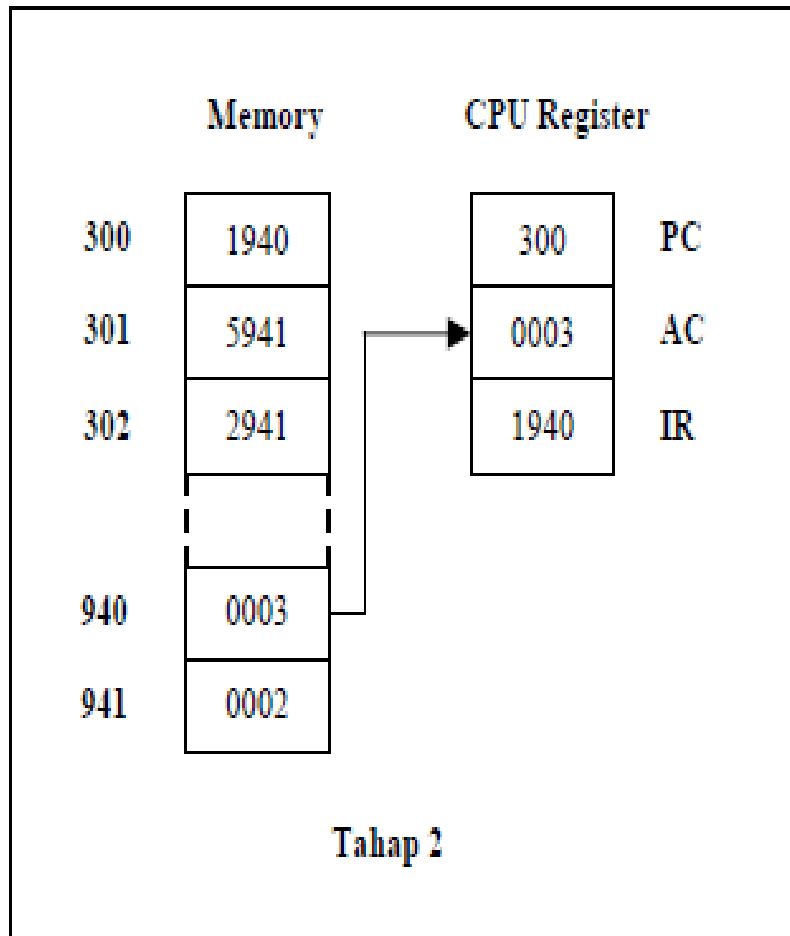 Memory CPU Register
300 1940 300 PC
301 5941 0003 AC
302 2941 1940 IR
940 0003
941 0002
Tahap 2